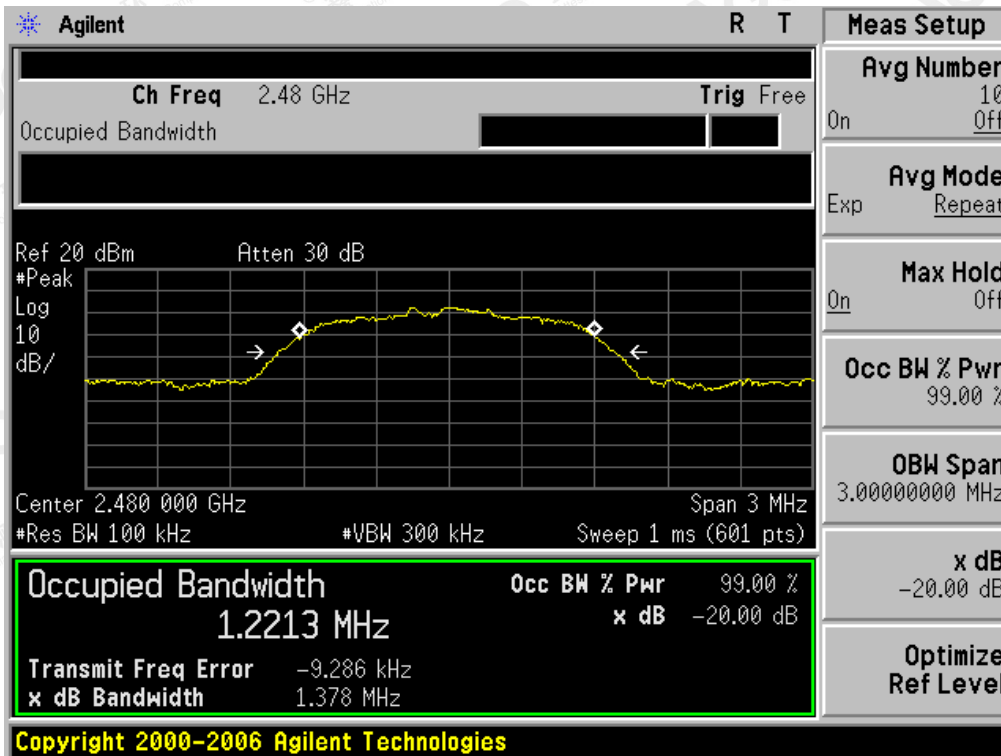 Agilent R T
Ch Freq 2.48 GHz Trig Free
Occupied Bandwidth
Ref 20 dBm Atten 30 dB
#Peak
Log
10
dB/
Center 2.480 000 GHz Span 3 MHz
#Res BW 100 kHz #VBW 300 kHz Sweep 1 ms (601 pts)
Occupied Bandwidth Occ BW % Pwr 99.00 %
1.2213 MHz x dB -20.00 dB
Transmit Freq Error -9.286 kHz
x dB Bandwidth 1.378 MHz
Copyright 2000-2006 Agilent Technologies
Meas Setup
Avg Number
10
On Off
Avg Mode
Exp Repeat
Max Hold
On Off
Occ BW % Pwr
99.00 %
OBW Span
3.00000000 MHz
x dB
-20.00 dB
Optimize
Ref Level